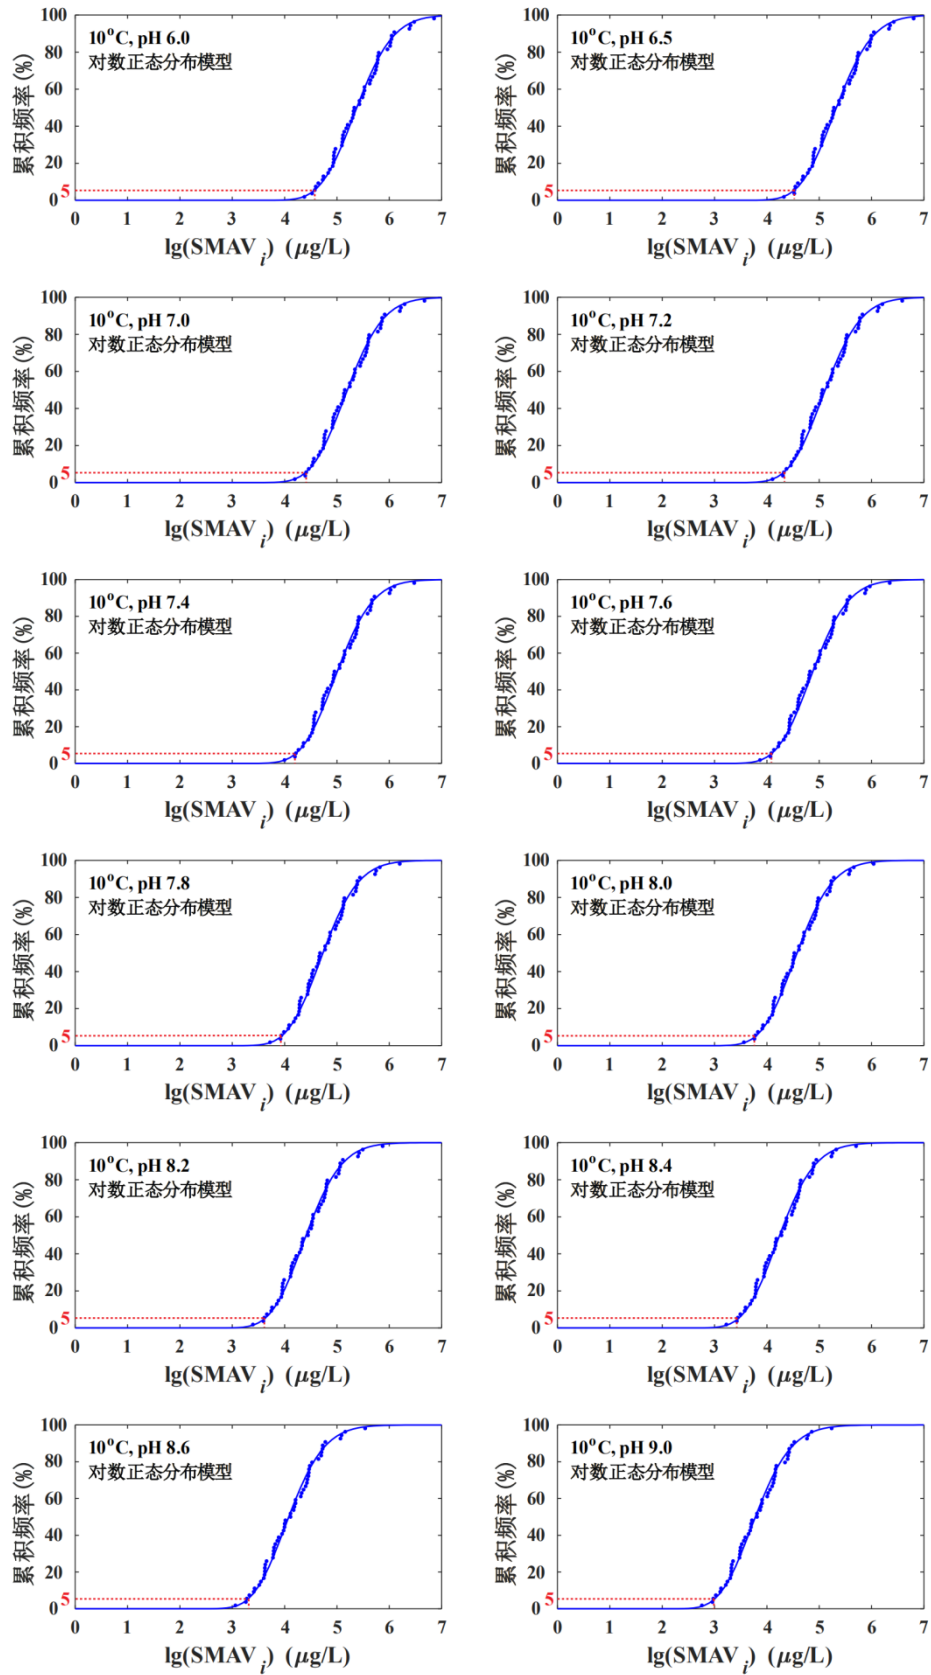 100
80
60
40
20
5
0
累积频率(%)
10°C, pH 6.0
对数正态分布模型
0 1 2 3 4 5 6 7
lg(SMAVi) (μg/L)
100
80
60
40
20
5
0
累积频率(%)
10°C, pH 6.5
对数正态分布模型
0 1 2 3 4 5 6 7
lg(SMAVi) (μg/L)
100
80
60
40
20
5
0
累积频率(%)
10°C, pH 7.0
对数正态分布模型
0 1 2 3 4 5 6 7
lg(SMAVi) (μg/L)
100
80
60
40
20
5
0
累积频率(%)
10°C, pH 7.2
对数正态分布模型
0 1 2 3 4 5 6 7
lg(SMAVi) (μg/L)
100
80
60
40
20
5
0
累积频率(%)
10°C, pH 7.4
对数正态分布模型
0 1 2 3 4 5 6 7
lg(SMAVi) (μg/L)
100
80
60
40
20
5
0
累积频率(%)
10°C, pH 7.6
对数正态分布模型
0 1 2 3 4 5 6 7
lg(SMAVi) (μg/L)
100
80
60
40
20
5
0
累积频率(%)
10°C, pH 7.8
对数正态分布模型
0 1 2 3 4 5 6 7
lg(SMAVi) (μg/L)
100
80
60
40
20
5
0
累积频率(%)
10°C, pH 8.0
对数正态分布模型
0 1 2 3 4 5 6 7
lg(SMAVi) (μg/L)
100
80
60
40
20
5
0
累积频率(%)
10°C, pH 8.2
对数正态分布模型
0 1 2 3 4 5 6 7
lg(SMAVi) (μg/L)
100
80
60
40
20
5
0
累积频率(%)
10°C, pH 8.4
对数正态分布模型
0 1 2 3 4 5 6 7
lg(SMAVi) (μg/L)
100
80
60
40
20
5
0
累积频率(%)
10°C, pH 8.6
对数正态分布模型
0 1 2 3 4 5 6 7
lg(SMAVi) (μg/L)
100
80
60
40
20
5
0
累积频率(%)
10°C, pH 9.0
对数正态分布模型
0 1 2 3 4 5 6 7
lg(SMAVi) (μg/L)